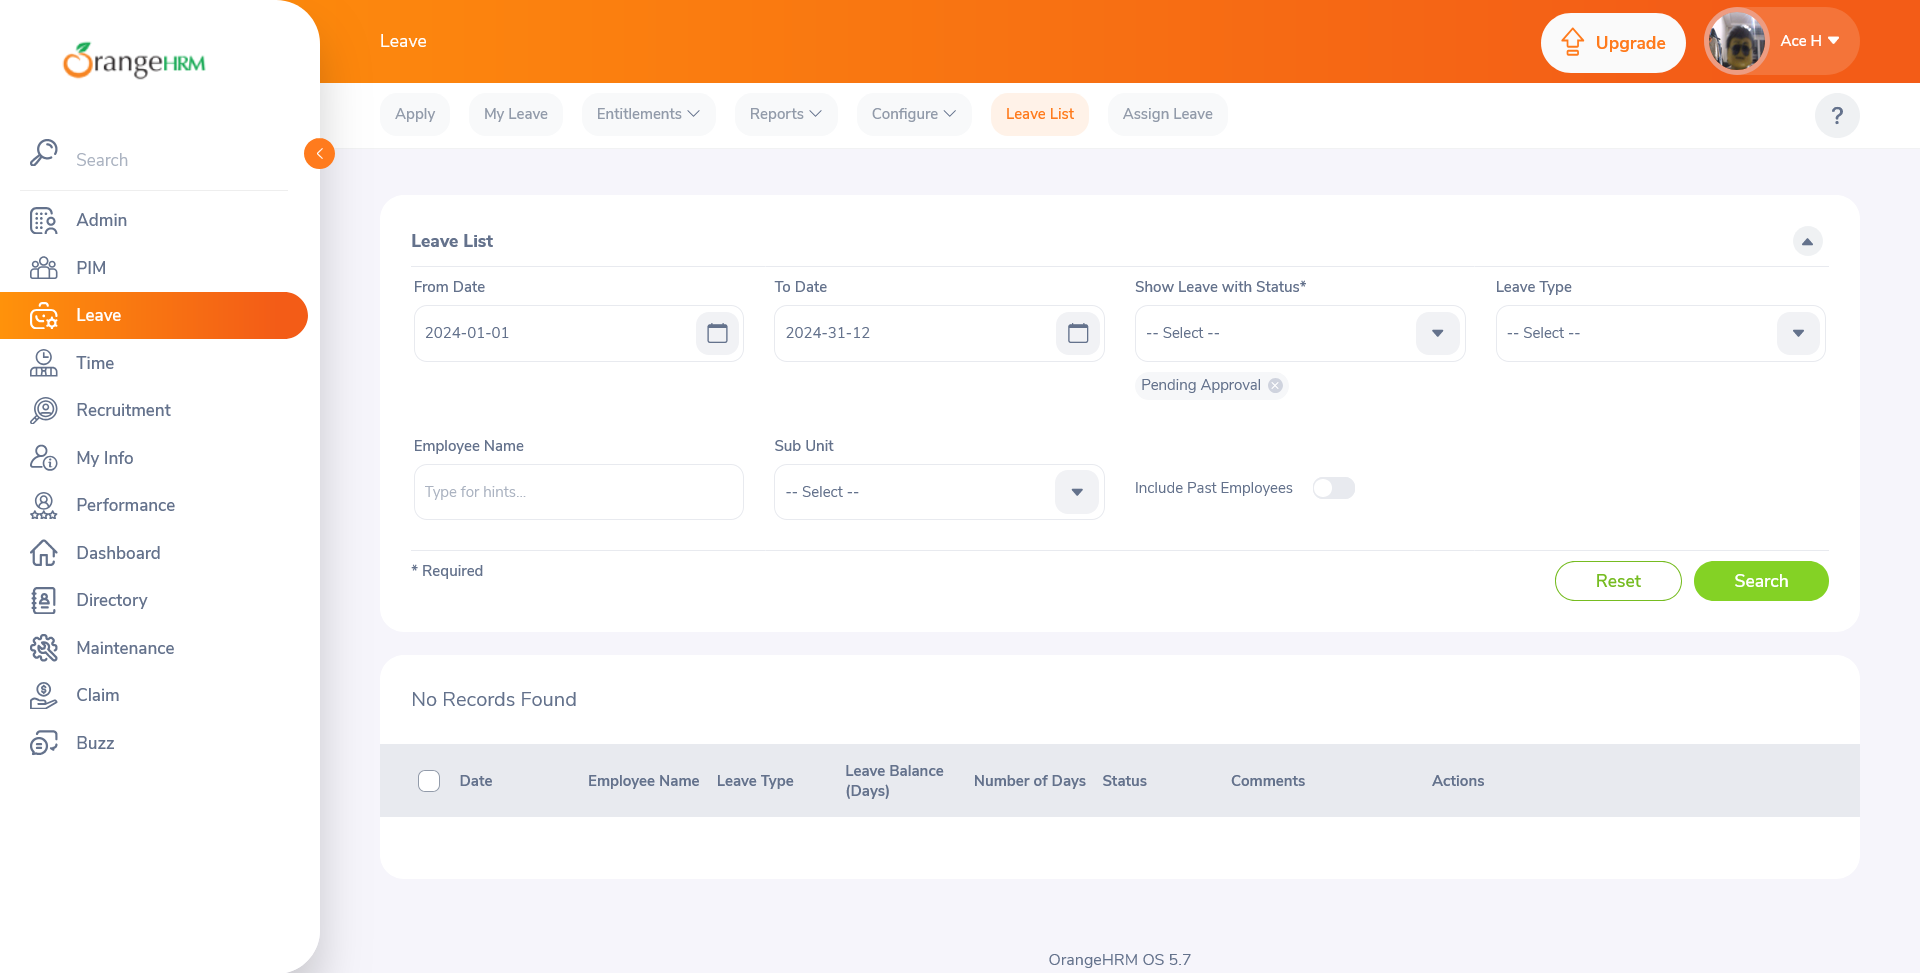 OrangeHRM
Search
Admin
PIM
Leave
Time
Recruitment
My Info
Performance
Dashboard
Directory
Maintenance
Claim
Buzz
Leave
Upgrade
Ace H
Apply
My Leave
Entitlements
Reports
Configure
Leave List
Assign Leave
?
Leave List
From Date
To Date
Show Leave with Status*
Leave Type
2024-01-01
2024-31-12
-- Select --
-- Select --
Pending Approval
Employee Name
Sub Unit
Type for hints...
-- Select --
Include Past Employees
* Required
Reset
Search
No Records Found
Date
Employee Name
Leave Type
Leave Balance
(Days)
Number of Days
Status
Comments
Actions
OrangeHRM OS 5.7